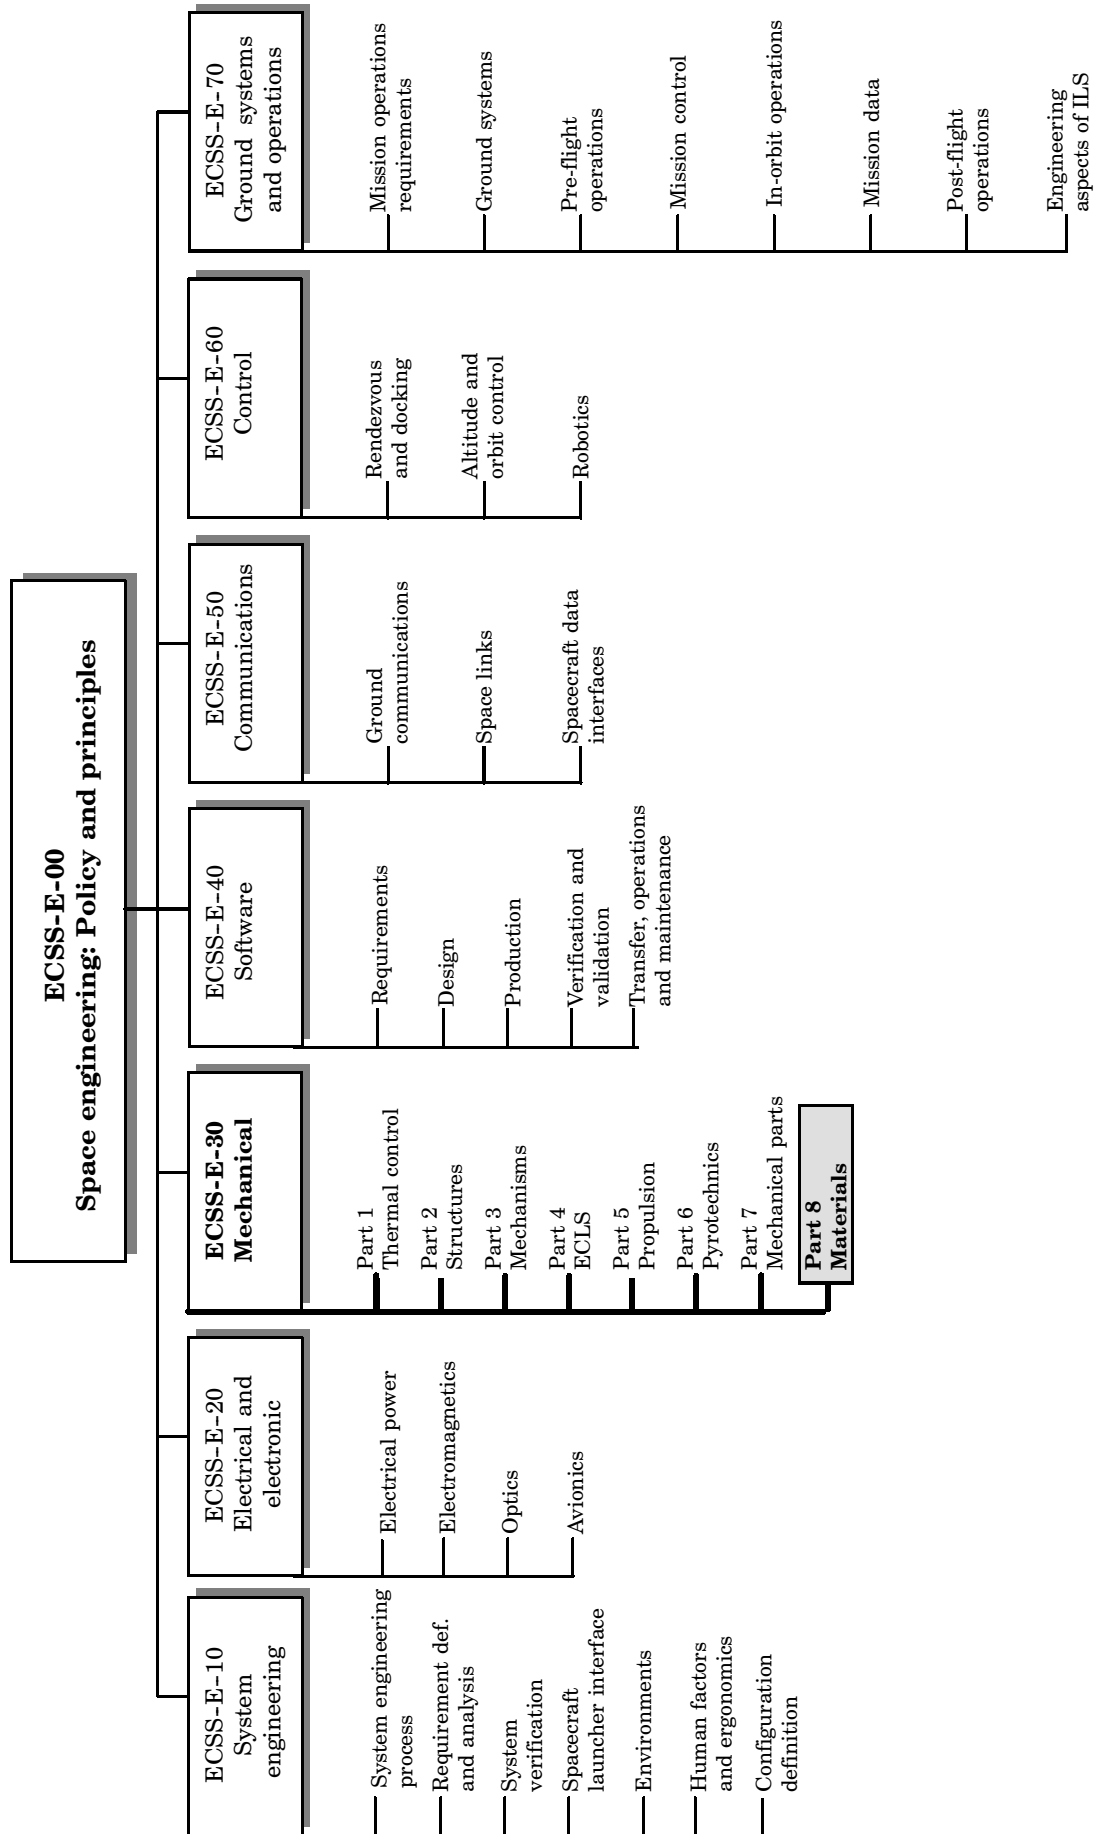 ECSS-E-00
Space engineering: Policy and principles
ECSS-E-10
System
engineering
System engineering
process
Requirement def.
and analysis
System
verification
Spacecraft
launcher interface
Environments
Human factors
and ergonomics
Configuration
definition
ECSS-E-20
Electrical and
electronic
Electrical power
Electromagnetics
Optics
Avionics
ECSS-E-30
Mechanical
Part 1
Thermal control
Part 2
Structures
Part 3
Mechanisms
Part 4
ECLS
Part 5
Propulsion
Part 6
Pyrotechnics
Part 7
Mechanical parts
Part 8
Materials
ECSS-E-40
Software
Requirements
Design
Production
Verification and
validation
Transfer, operations
and maintenance
ECSS-E-50
Communications
Ground
communications
Space links
Spacecraft data
interfaces
ECSS-E-60
Control
Rendezvous
and docking
Altitude and
orbit control
Robotics
ECSS-E-70
Ground systems
and operations
Mission operations
requirements
Ground systems
Pre-flight
operations
Mission control
In-orbit operations
Mission data
Post-flight
operations
Engineering
aspects of ILS